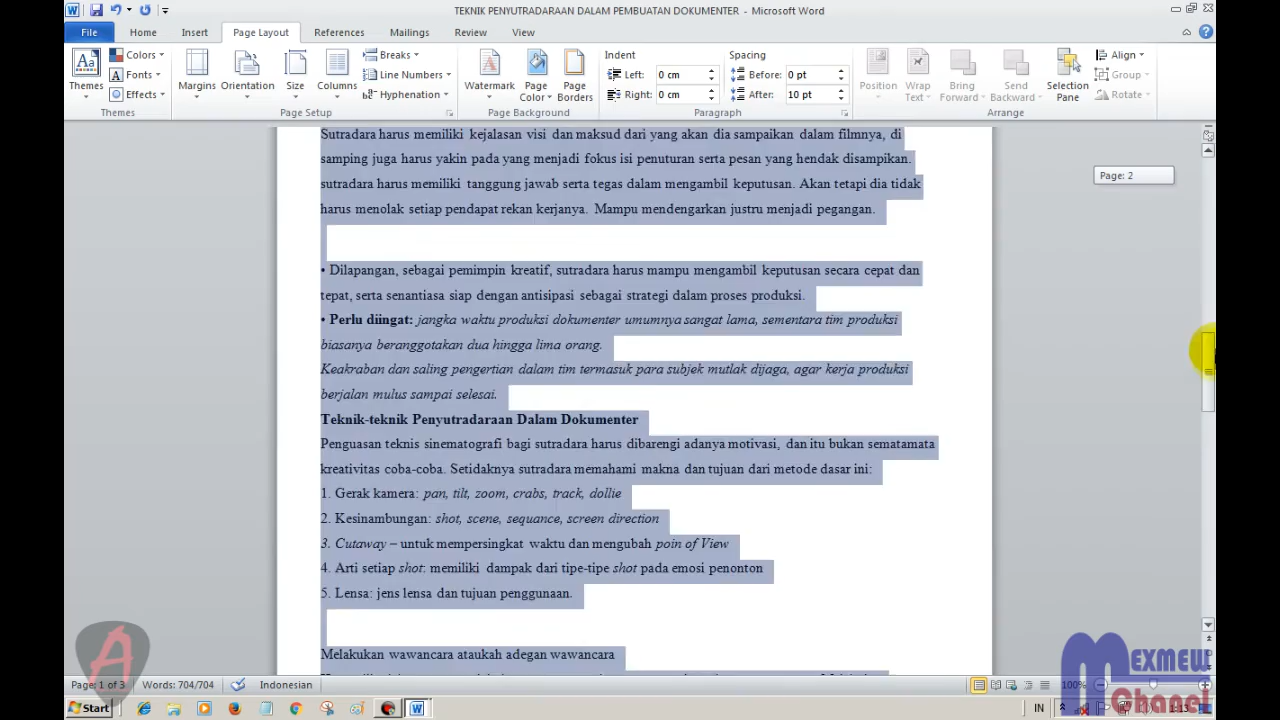 TEKNIK PENYUTRADARAAN DALAM PEMBUATAN DOKUMENTER - Microsoft Word
File Home Insert Page Layout References Mailings Review View
Themes
Colors
Fonts
Effects
Themes
Margins
Orientation
Size
Columns
Breaks
Line Numbers
Hyphenation
Page Setup
Watermark
Page
Color
Page
Borders
Page Background
Indent
Left: 0 cm
Right: 0 cm
Spacing
Before: 0 pt
After: 10 pt
Paragraph
Position
Wrap
Text
Bring
Forward
Send
Backward
Selection
Pane
Align
Group
Rotate
Arrange
Sutradara harus memiliki kejalasin visi dan maksud dari yang akan dia sampaikan dalam filmnya, di
samping juga harus yakin pada yang menjadi fokus isi penuturan serta pesan yang hendak disampikan.
sutradara harus memiliki tanggung jawab serta tegas dalam mengambil keputusan. Akan tetapi dia tidak
harus menolak setiap pendapat rekan kerjanya. Mampu mendengarkan justru menjadi pegangan.
Page: 2
• Dilapangan, sebagai pemimpin kreatif, sutradara harus mampu mengambil keputusan secara cepat dan
tepat, serta senantiasa siap dengan antisipasi sebagai strategi dalam proses produksi.
• Perlu diingat: jangka waktu produksi dokumenter umumnya sangat lama, sementara tim produksi
biasanya beranggotakan dua hingga lima orang.
Keakraban dan saling pengertian dalam tim termasuk para subjek mutlak dijaga, agar kerja produksi
berjalan mulus sampai selesai.
Teknik-teknik Penyutradaraan Dalam Dokumenter
Penguasan teknis sinematografi bagi sutradara harus dibarengi adanya motivasi, dan itu bukan sematamata
kreativitas coba-coba. Setidaknya sutradara memahami makna dan tujuan dari metode dasar ini:
1. Gerak kamera: pan, tilt, zoom, crabs, track, dollie
2. Kesinambungan: shot, scene, sequance, screen direction
3. Cutaway – untuk mempersingkat waktu dan mengubah poin of View
4. Arti setiap shot: memiliki dampak dari tipe-tipe shot pada emosi penonton
5. Lensa: jens lensa dan tujuan penggunaan.
Melakukan wawancara ataukah adegan wawancara
Page: 1 of 3 Words: 704/704 Indonesian 100%
Start IN 1:13
A
Mexmew
Chanel